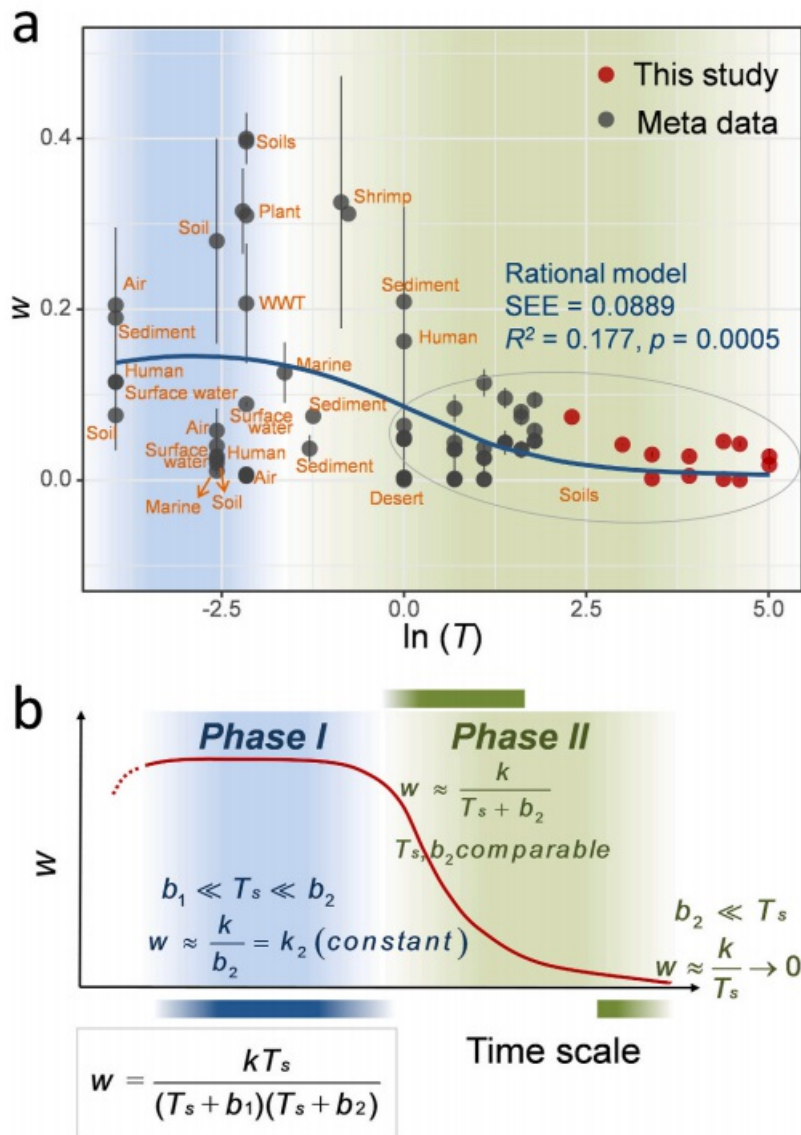 a
This study
Meta data
0.4
Soils
Shrimp
Plant
Soil
Rational model
SEE = 0.0889
R² = 0.177, p = 0.0005
Air
Sediment
w
0.2
WWT
Sediment
Human
Human
Marine
Surface water
Sediment
Soil
Air
Surface
water
Surface
water
Human
Sediment
0.0
Air
Desert
Soils
Marine
Soil
-2.5
0.0
2.5
5.0
ln (T)
b
Phase I
Phase II
w ≈ k / (Tₛ + b₂)
Tₛ, b₂ comparable
w
b₁ ≪ Tₛ ≪ b₂
w ≈ k / b₂ = k₂ (constant)
b₂ ≪ Tₛ
w ≈ k / Tₛ → 0
Time scale
w = kTₛ / (Tₛ + b₁)(Tₛ + b₂)